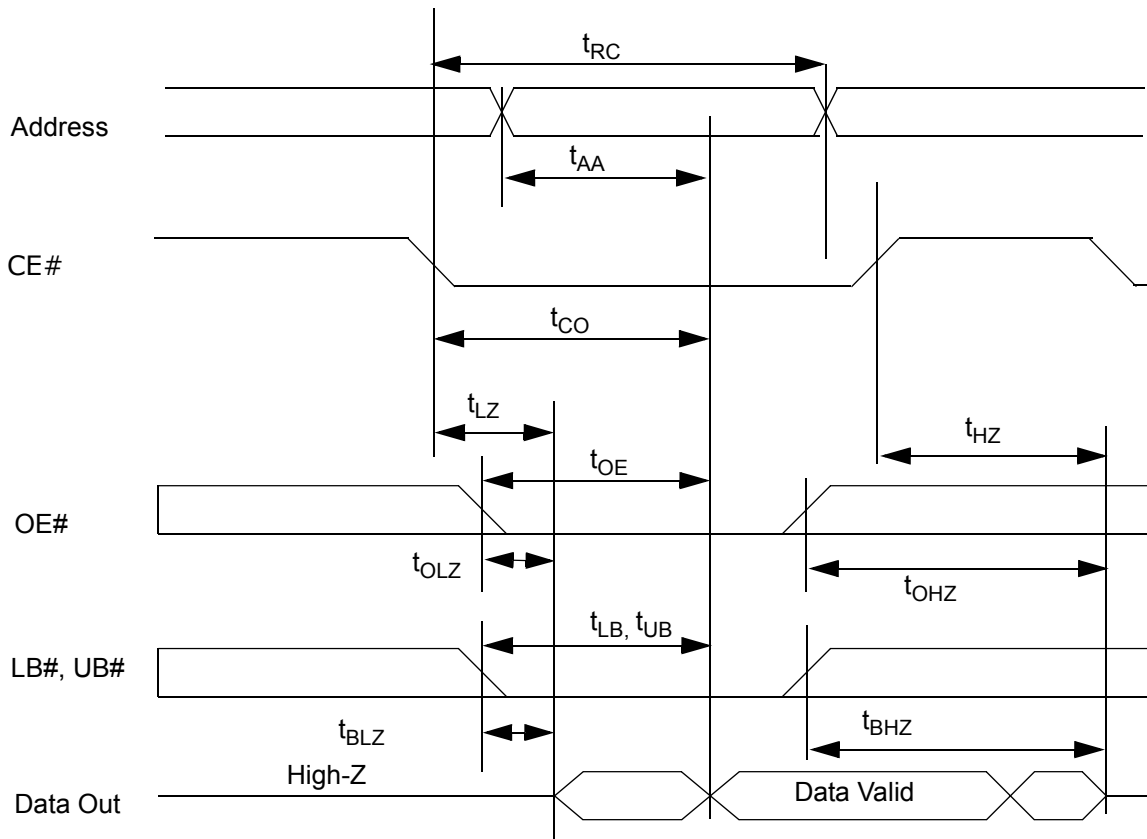 tRC
Address
tAA
CE#
tCO
tLZ
tHZ
tOE
OE#
tOLZ
tOHZ
tLB, tUB
LB#, UB#
tBLZ
tBHZ
High-Z
Data Out
Data Valid